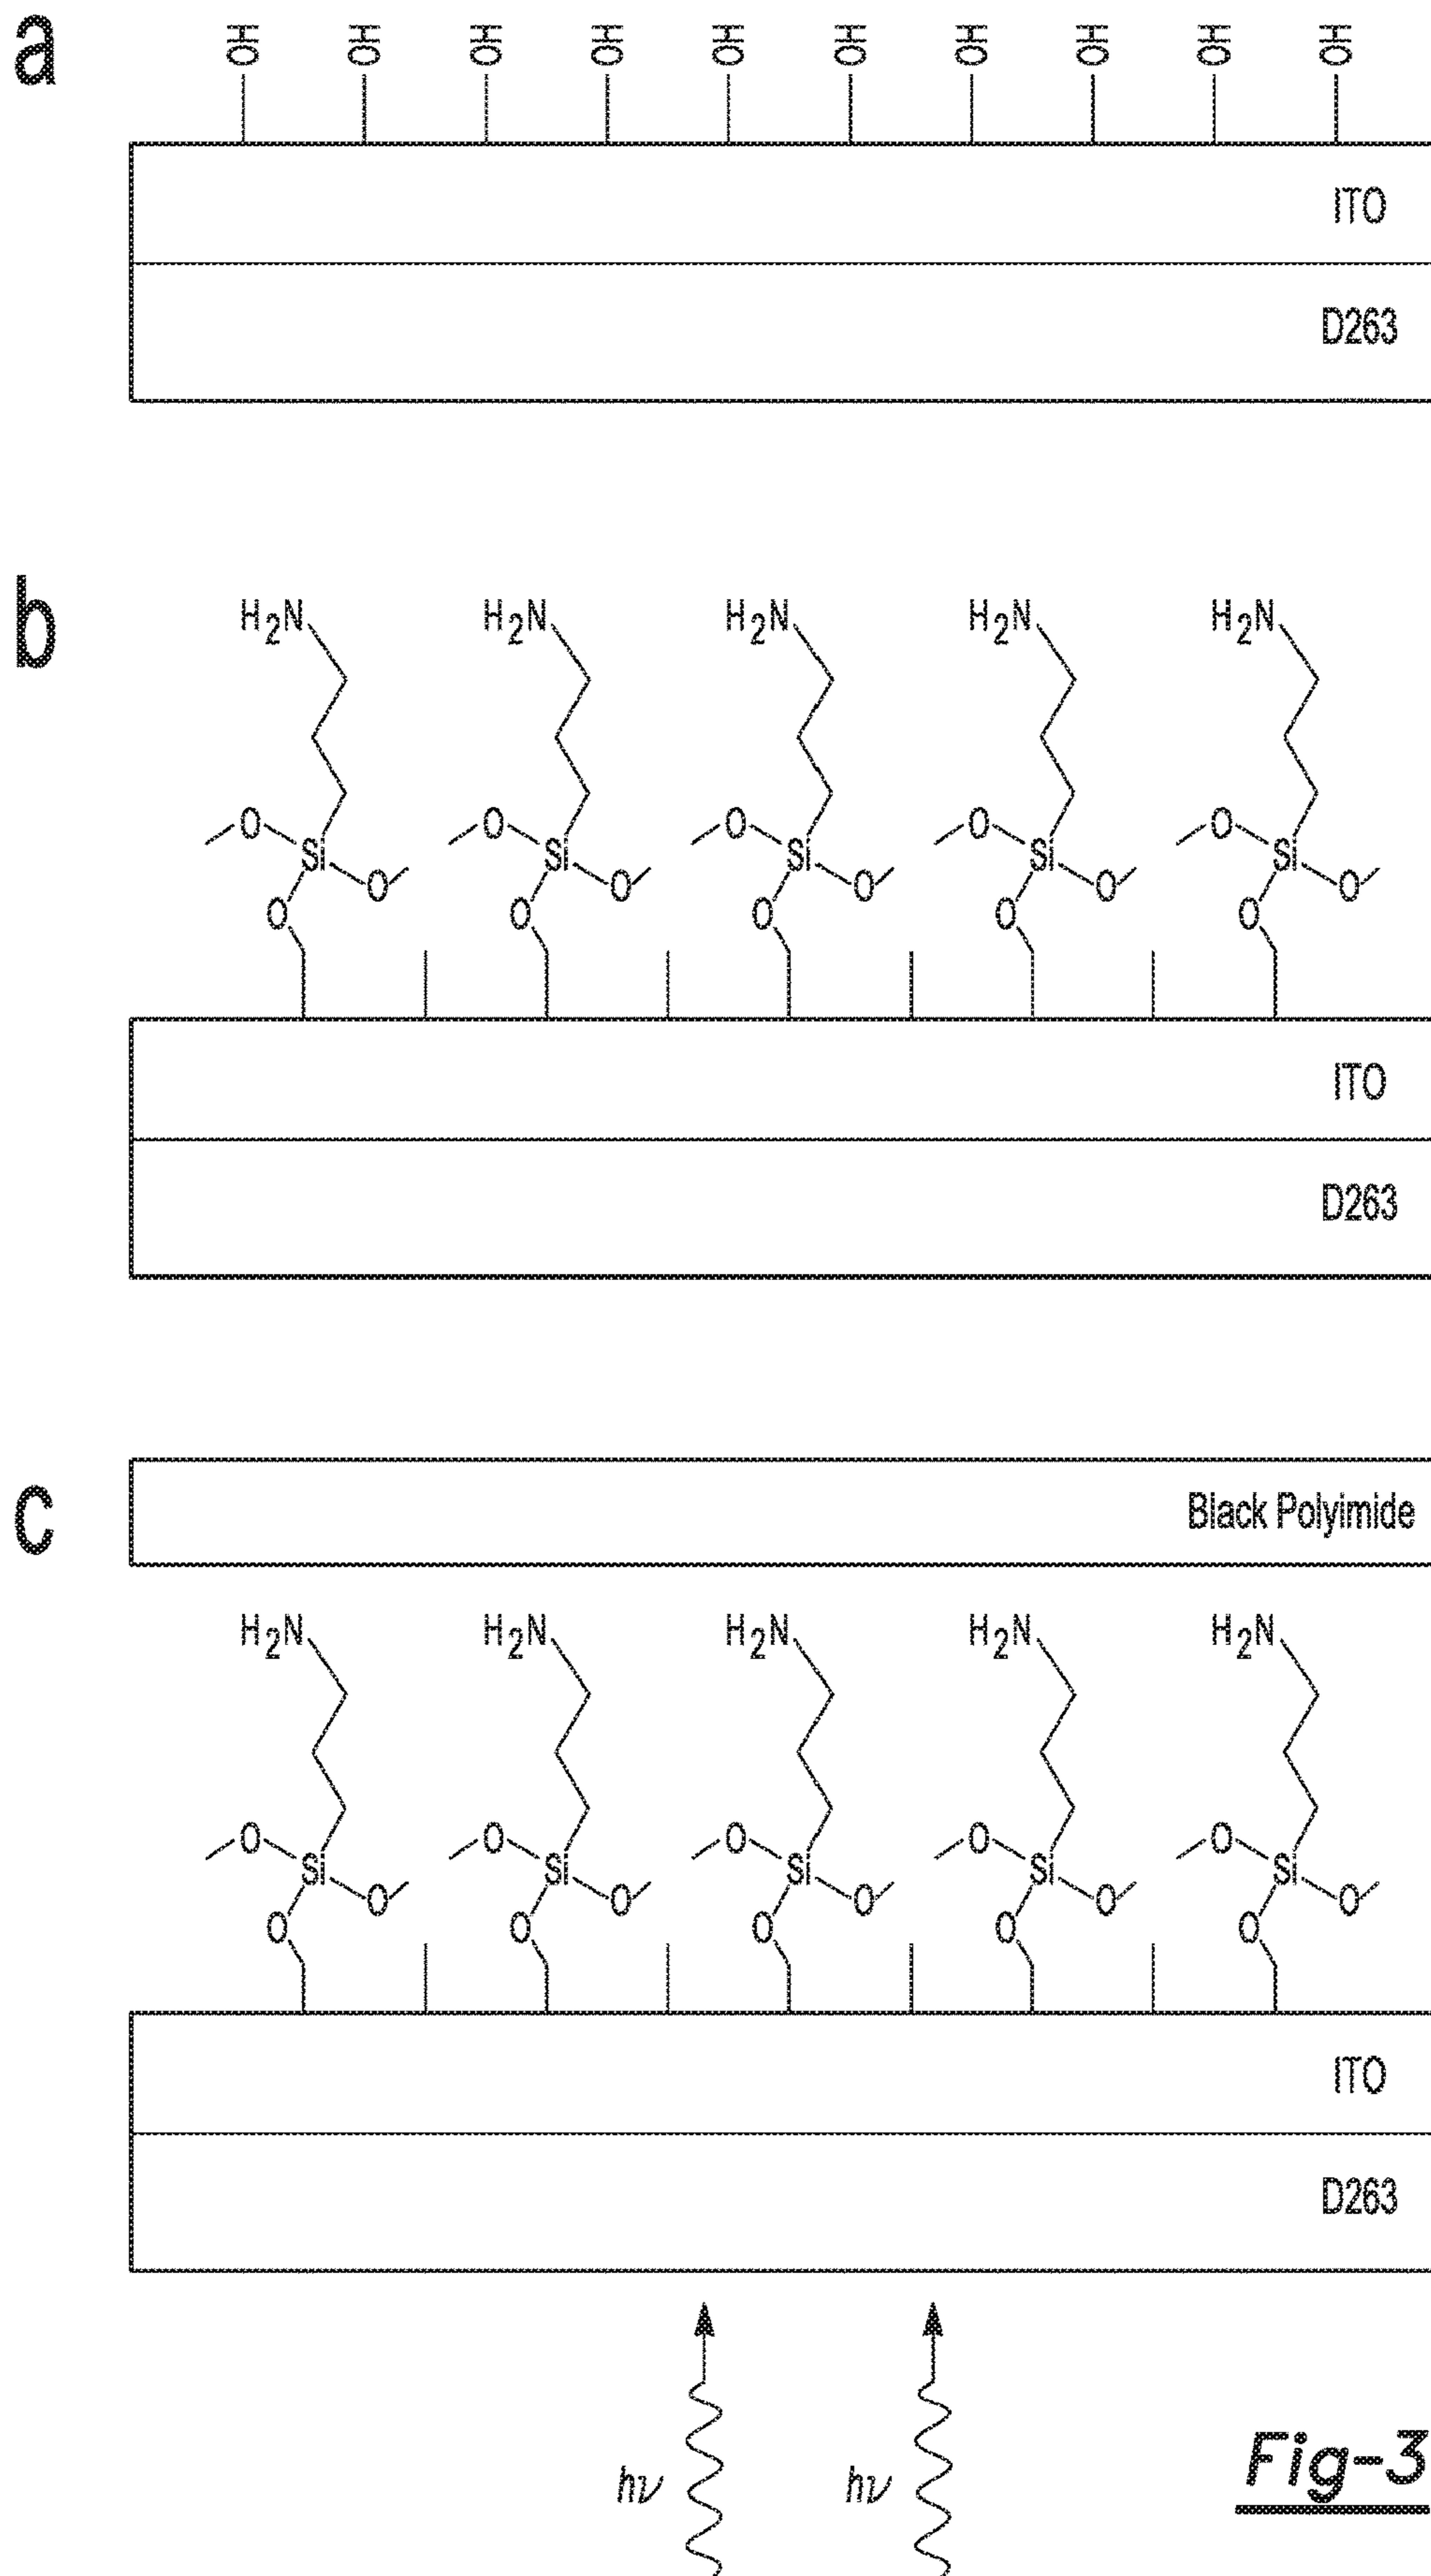 a
OH OH OH OH OH OH OH OH OH OH
ITO
D263
b
H2N H2N H2N H2N H2N
O Si O O Si O O Si O O Si O O Si O
O O O O O
ITO
D263
c
Black Polyimide
H2N H2N H2N H2N H2N
O Si O O Si O O Si O O Si O O Si O
O O O O O
ITO
D263
hν hν
Fig-3